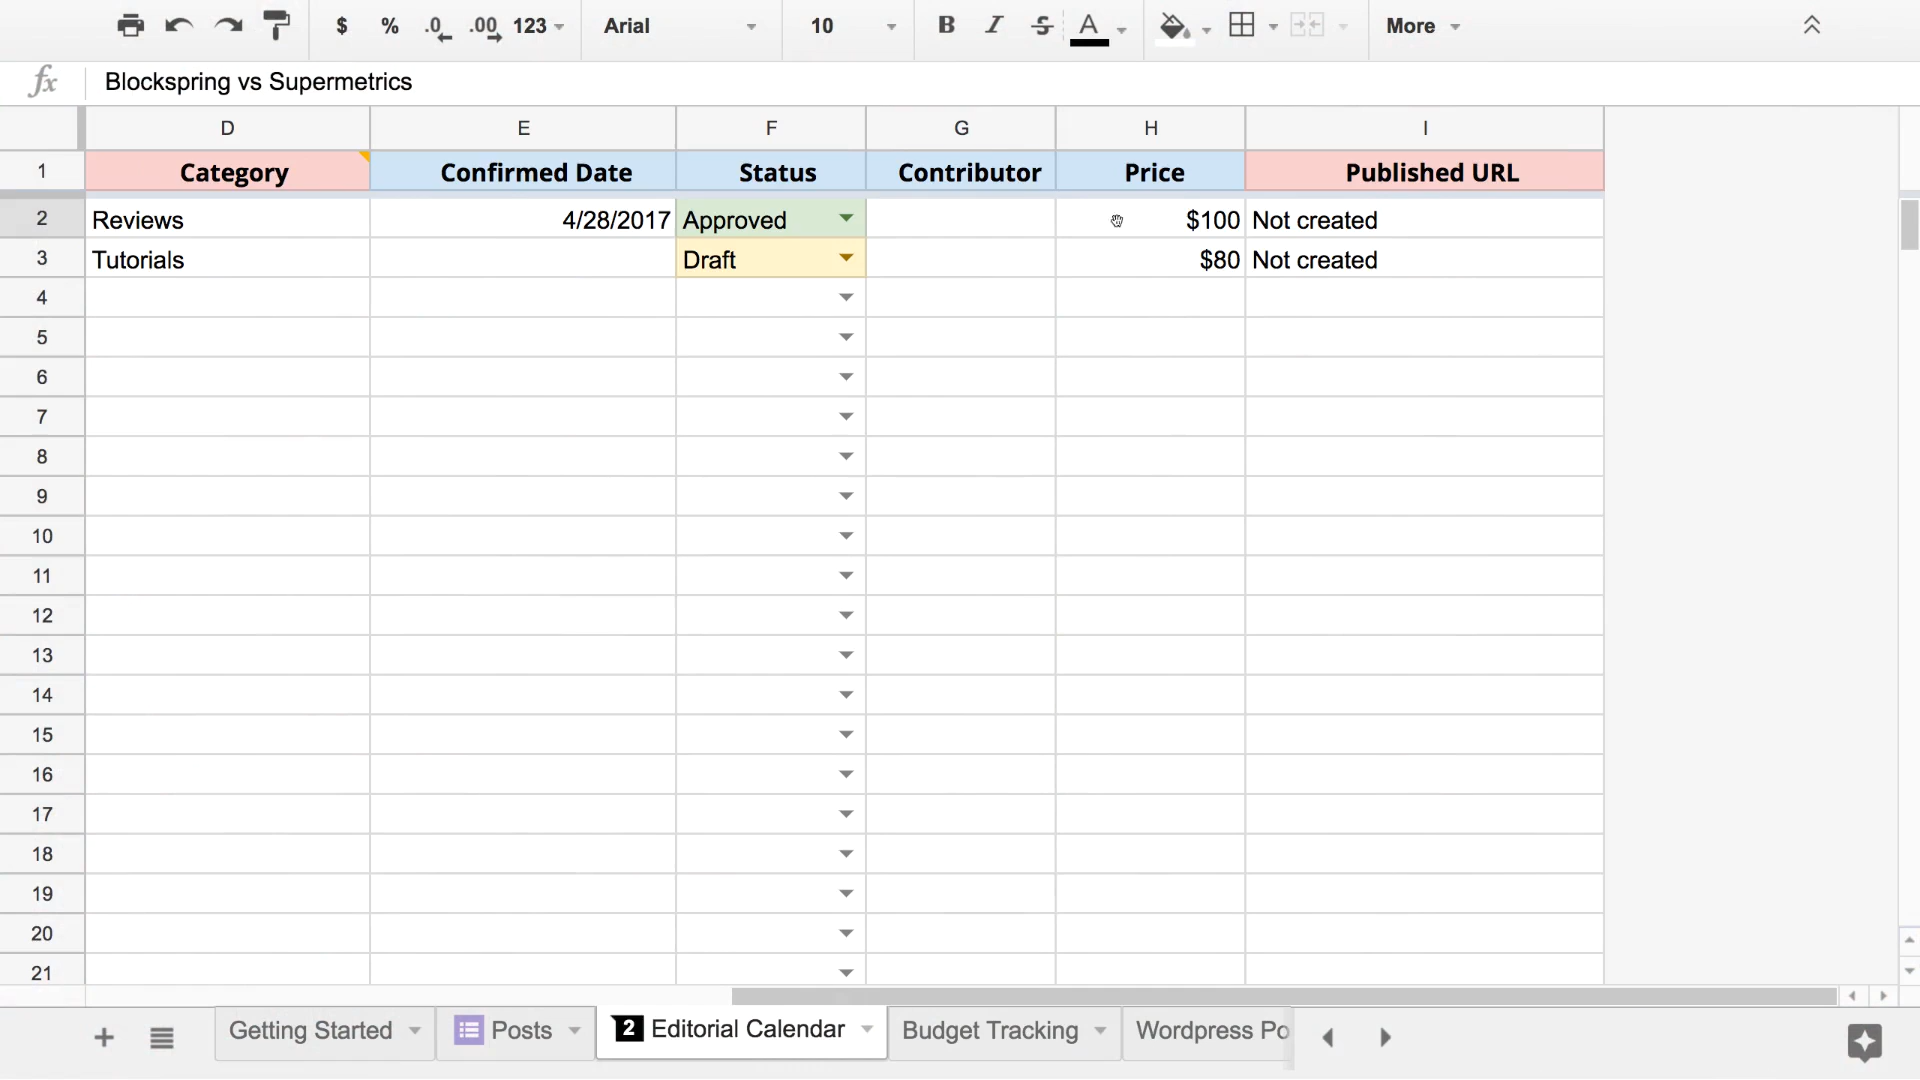 $ % .0 .00 123 Arial 10 B I S A More
fx Blockspring vs Supermetrics
D E F G H I
1 Category Confirmed Date Status Contributor Price Published URL
2 Reviews 4/28/2017 Approved $100 Not created
3 Tutorials Draft $80 Not created
4
5
6
7
8
9
10
11
12
13
14
15
16
17
18
19
20
21
+ Getting Started Posts 2 Editorial Calendar Budget Tracking Wordpress Po